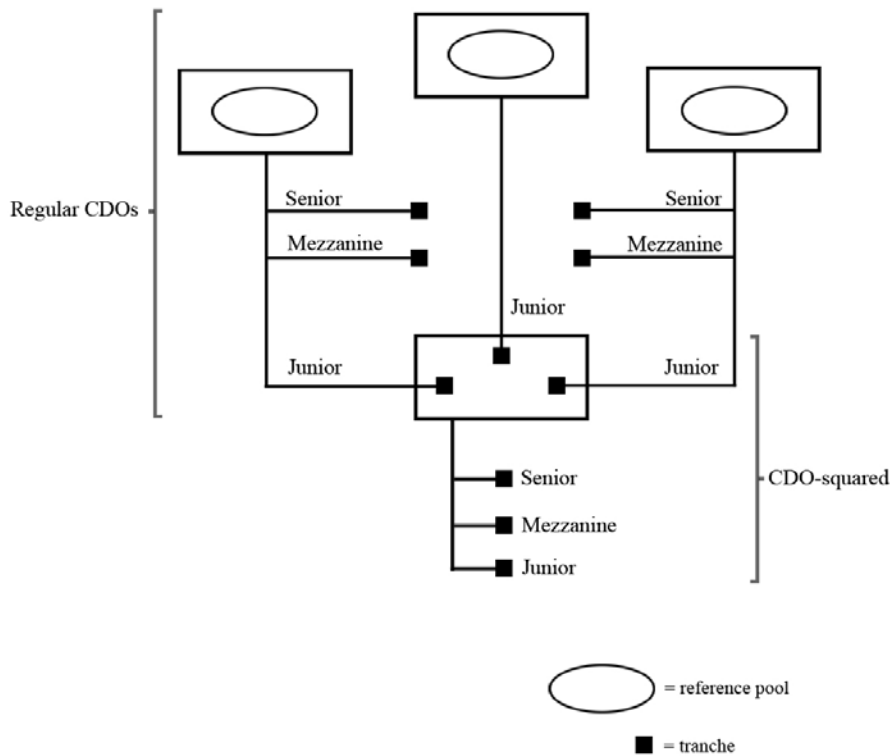 Senior
Senior
Regular CDOs
Mezzanine
Mezzanine
Junior
Junior
Junior
CDO-squared
Senior
Mezzanine
Junior
= reference pool
= tranche